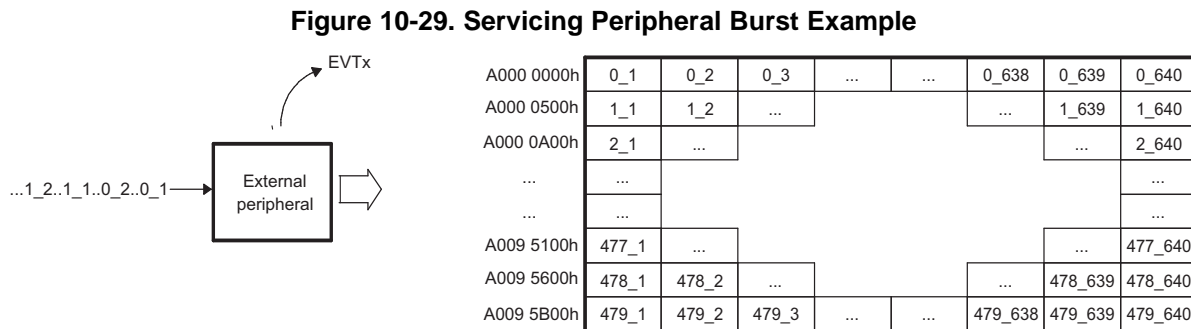 Figure 10-29. Servicing Peripheral Burst Example
EVTx
...1_2..1_1..0_2..0_1
External
peripheral
A000 0000h 0_1 0_2 0_3 ... ... 0_638 0_639 0_640
A000 0500h 1_1 1_2 ... ... 1_639 1_640
A000 0A00h 2_1 ... ... 2_640
... ... ...
... ... ...
A009 5100h 477_1 ... ... 477_640
A009 5600h 478_1 478_2 ... ... 478_639 478_640
A009 5B00h 479_1 479_2 479_3 ... ... 479_638 479_639 479_640